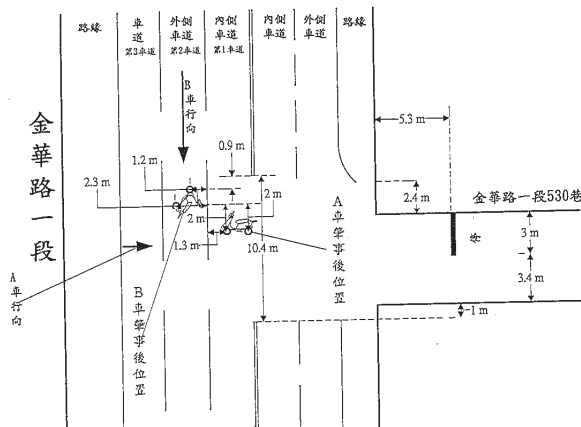 路緣
車道
第3車道
外側車道
第2車道
內側車道
第1車道
內側車道
外側車道
路緣
B車行向
金華路一段
5.3 m
0.9 m
1.2 m
2.3 m
2 m
2 m
2.4 m
金華路一段530巷
A車肇事後位置
3 m
1.3 m
10.4 m
3.4 m
A車行向
B車肇事後位置
1 m